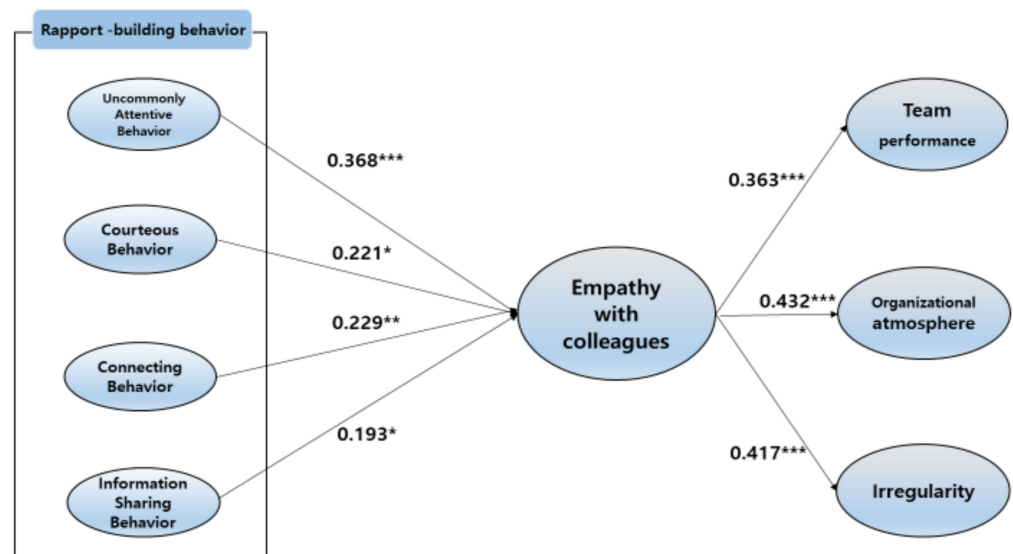 Rapport -building behavior
Uncommonly
Attentive
Behavior
0.368***
Courteous
Behavior
0.221*
Connecting
Behavior
0.229**
Information
Sharing
Behavior
0.193*
Empathy
with
colleagues
0.363***
Team
performance
0.432***
Organizational
atmosphere
0.417***
Irregularity